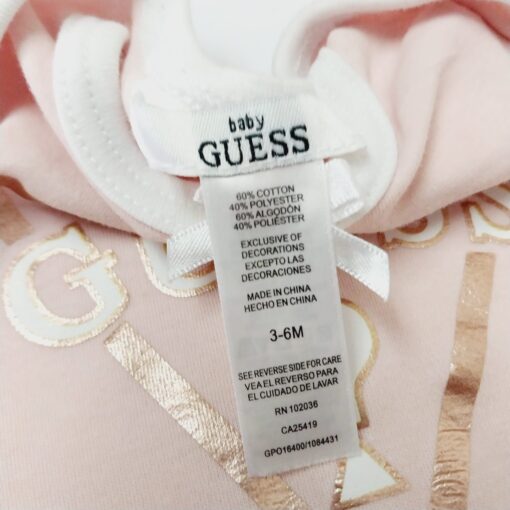 baby
GUESS
60% COTTON
40% POLYESTER
60% ALGODÓN
40% POLIÉSTER
EXCLUSIVE OF
DECORATIONS
EXCEPTO LAS
DECORACIONES
MADE IN CHINA
HECHO EN CHINA
3-6M
SEE REVERSE SIDE FOR CARE
VEA EL REVERSO PARA
EL CUIDADO DE LAVAR
RN 102036
CA25419
GPO16400/1084431
G
S